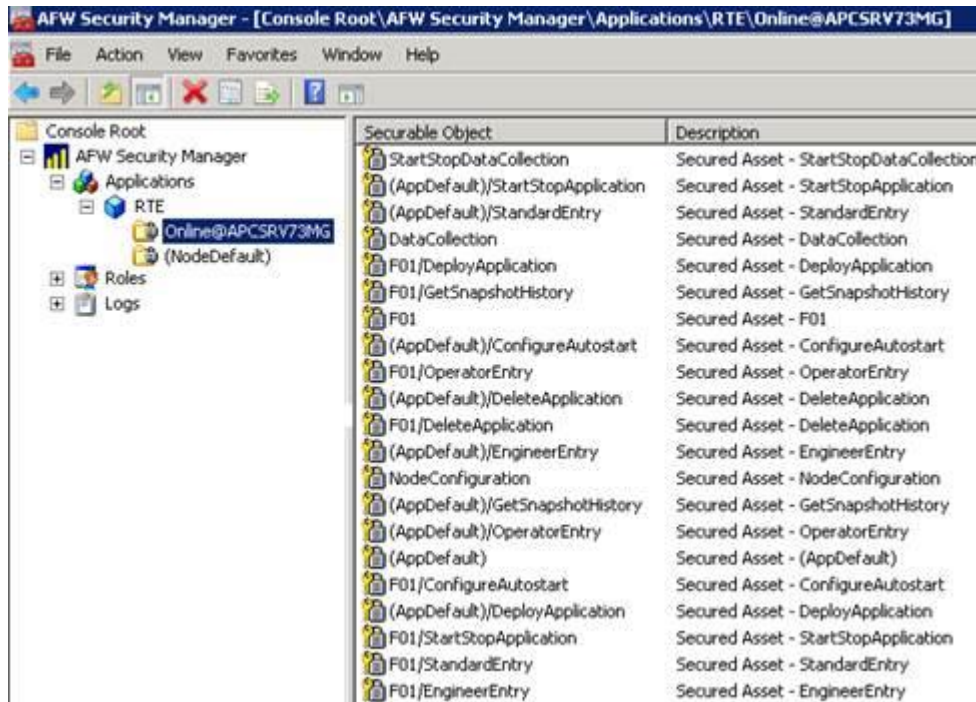 AFW Security Manager - [Console Root\AFW Security Manager\Applications\RTE\Online@APCSRV73MG]
File Action View Favorites Window Help
Console Root
AFW Security Manager
Applications
RTE
Online@APCSRV73MG
(NodeDefault)
Roles
Logs
Securable Object Description
StartStopDataCollection Secured Asset - StartStopDataCollection
(AppDefault)/StartStopApplication Secured Asset - StartStopApplication
(AppDefault)/StandardEntry Secured Asset - StandardEntry
DataCollection Secured Asset - DataCollection
F01/DeployApplication Secured Asset - DeployApplication
F01/GetSnapshotHistory Secured Asset - GetSnapshotHistory
F01 Secured Asset - F01
(AppDefault)/ConfigureAutostart Secured Asset - ConfigureAutostart
F01/OperatorEntry Secured Asset - OperatorEntry
(AppDefault)/DeleteApplication Secured Asset - DeleteApplication
F01/DeleteApplication Secured Asset - DeleteApplication
(AppDefault)/EngineerEntry Secured Asset - EngineerEntry
NodeConfiguration Secured Asset - NodeConfiguration
(AppDefault)/GetSnapshotHistory Secured Asset - GetSnapshotHistory
(AppDefault)/OperatorEntry Secured Asset - OperatorEntry
(AppDefault) Secured Asset - (AppDefault)
F01/ConfigureAutostart Secured Asset - ConfigureAutostart
(AppDefault)/DeployApplication Secured Asset - DeployApplication
F01/StartStopApplication Secured Asset - StartStopApplication
F01/StandardEntry Secured Asset - StandardEntry
F01/EngineerEntry Secured Asset - EngineerEntry